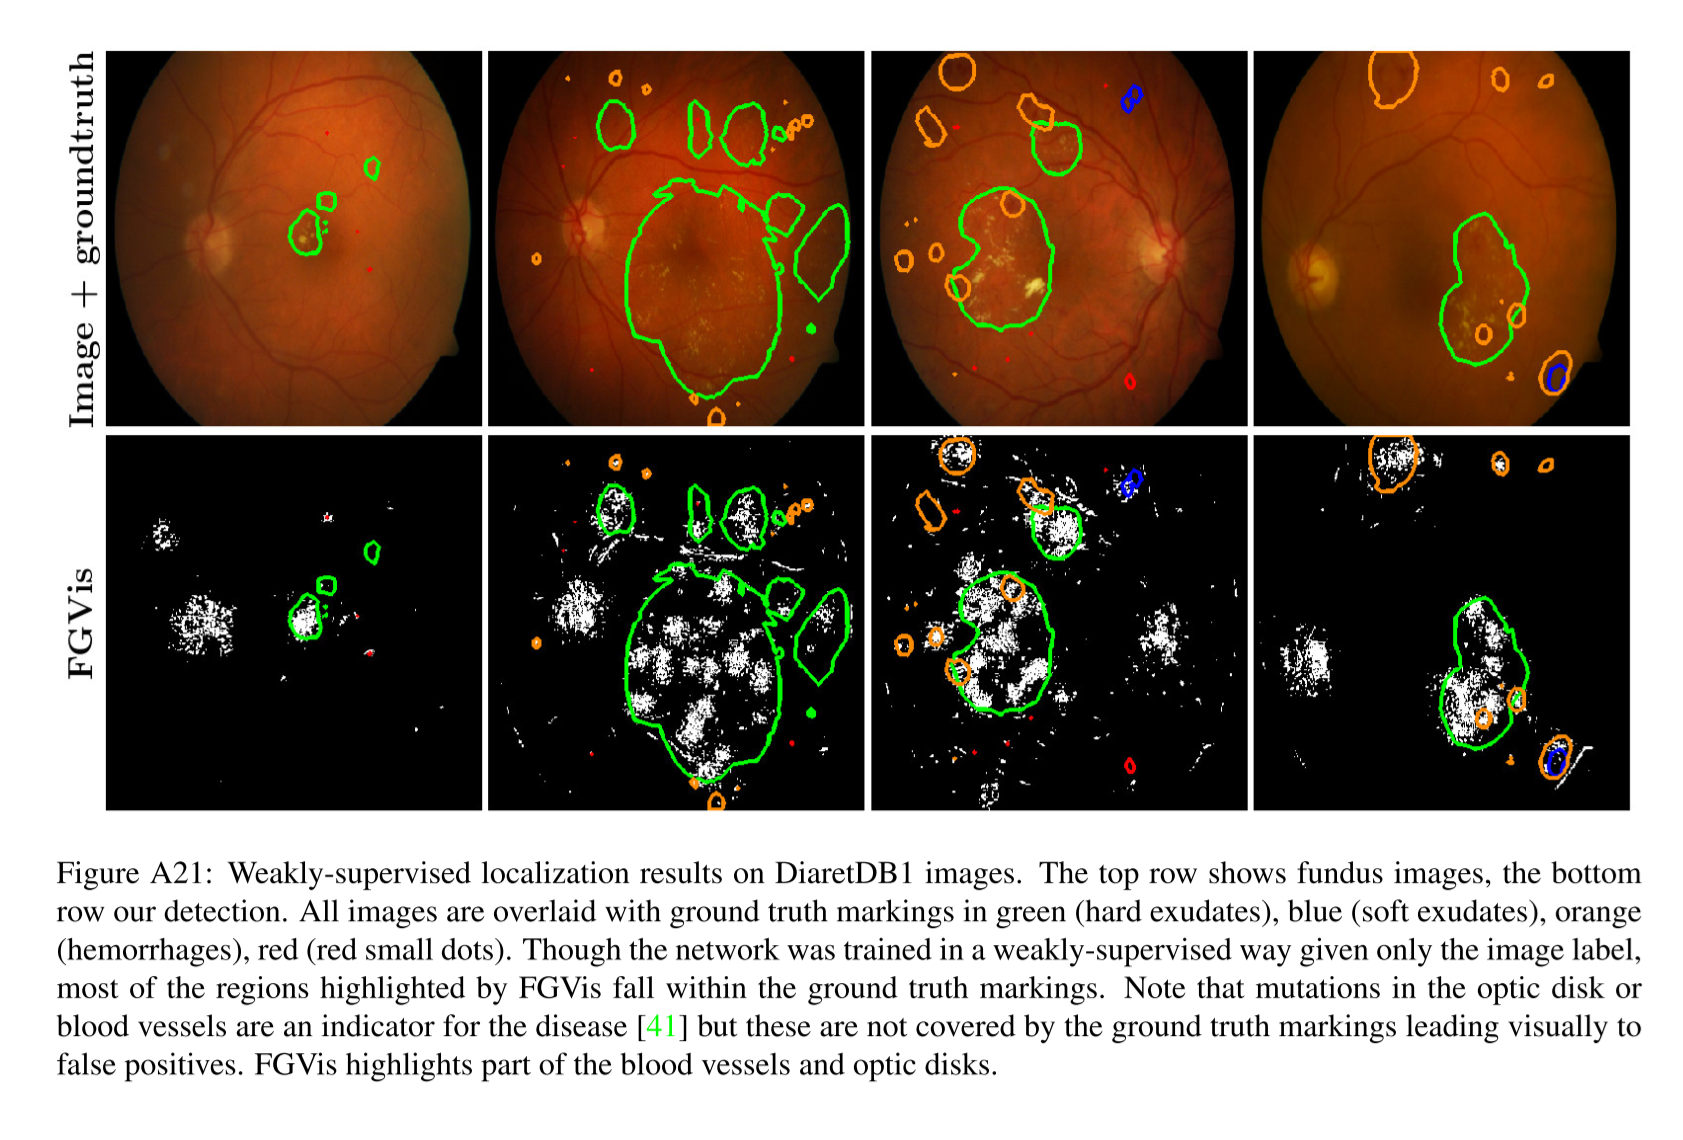 Image + groundtruth
FGVis
Figure A21: Weakly-supervised localization results on DiaretDB1 images. The top row shows fundus images, the bottom
row our detection. All images are overlaid with ground truth markings in green (hard exudates), blue (soft exudates), orange
(hemorrhages), red (red small dots). Though the network was trained in a weakly-supervised way given only the image label,
most of the regions highlighted by FGVis fall within the ground truth markings. Note that mutations in the optic disk or
blood vessels are an indicator for the disease [41] but these are not covered by the ground truth markings leading visually to
false positives. FGVis highlights part of the blood vessels and optic disks.